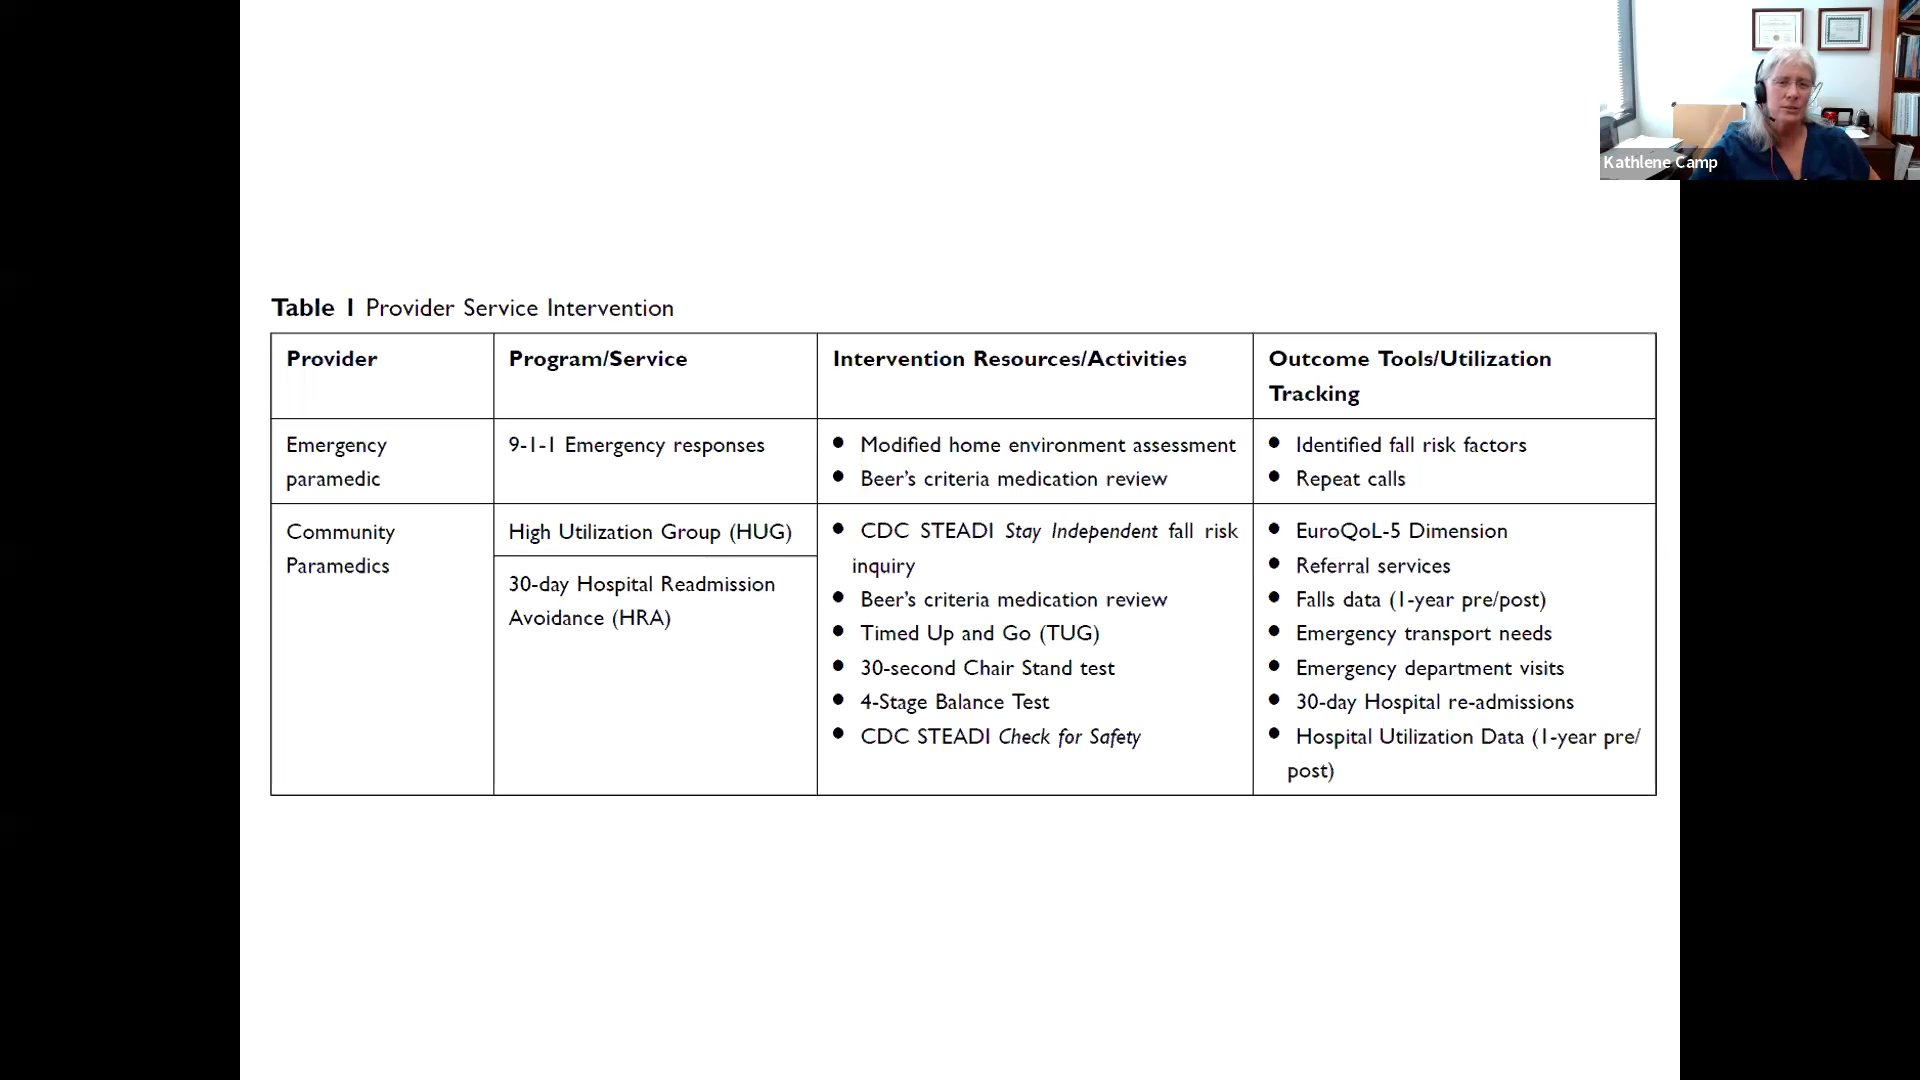 Kathlene Camp
Table 1 Provider Service Intervention
Provider
Program/Service
Intervention Resources/Activities
Outcome Tools/Utilization
Tracking
Emergency
paramedic
9-1-1 Emergency responses
• Modified home environment assessment
• Beer's criteria medication review
• Identified fall risk factors
• Repeat calls
Community
Paramedics
High Utilization Group (HUG)
30-day Hospital Readmission
Avoidance (HRA)
• CDC STEADI Stay Independent fall risk
inquiry
• Beer's criteria medication review
• Timed Up and Go (TUG)
• 30-second Chair Stand test
• 4-Stage Balance Test
• CDC STEADI Check for Safety
• EuroQoL-5 Dimension
• Referral services
• Falls data (1-year pre/post)
• Emergency transport needs
• Emergency department visits
• 30-day Hospital re-admissions
• Hospital Utilization Data (1-year pre/
post)